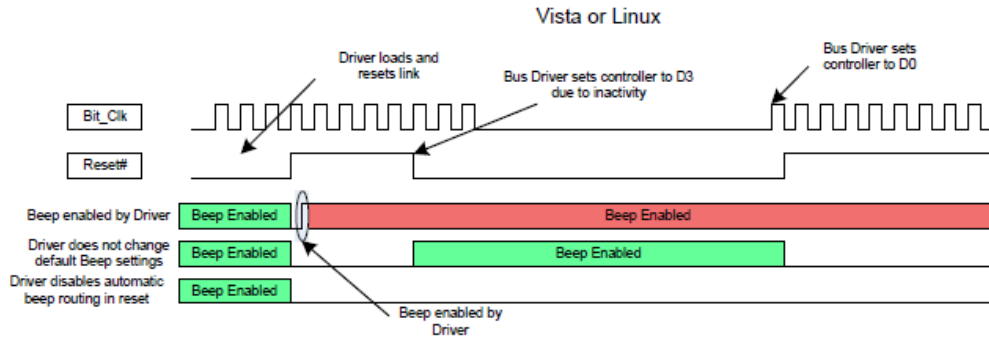 Vista or Linux
Driver loads and
resets link
Bus Driver sets controller to D3
due to inactivity
Bus Driver sets
controller to D0
Bit_Clk
Reset#
Beep enabled by Driver
Beep Enabled
Beep Enabled
Driver does not change
default Beep settings
Beep Enabled
Beep Enabled
Driver disables automatic
beep routing in reset
Beep Enabled
Beep enabled by
Driver